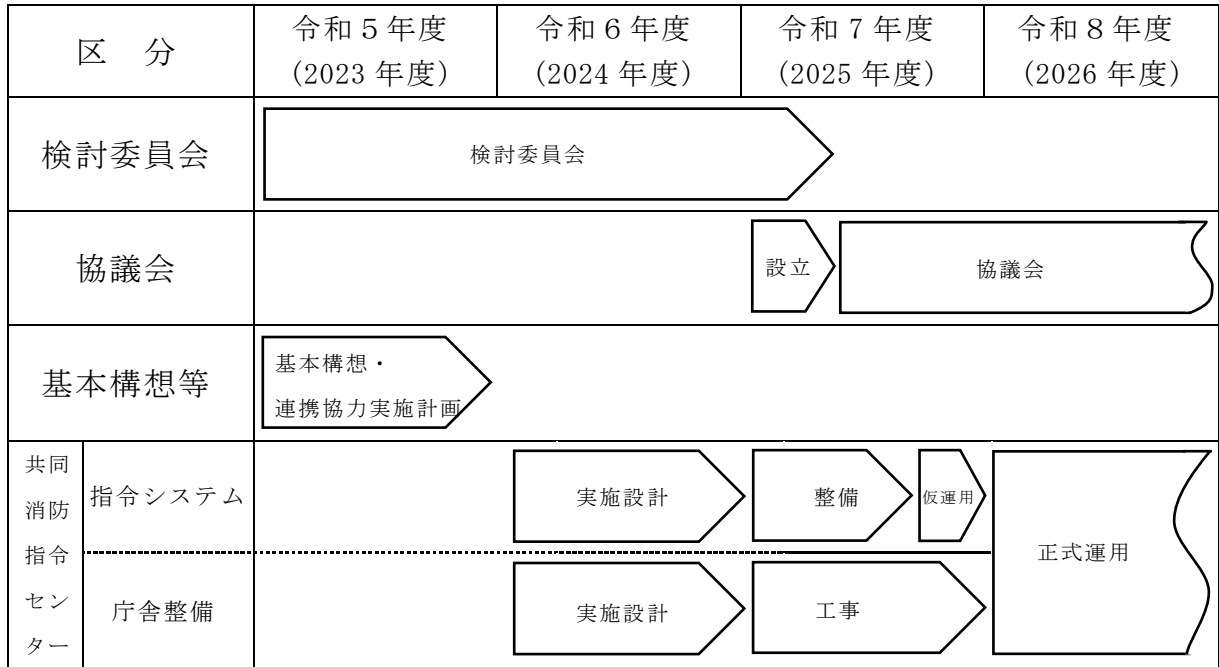 区　分
令和５年度
(2023 年度)
令和６年度
(2024 年度)
令和７年度
(2025 年度)
令和８年度
(2026 年度)
検討委員会
検討委員会
協議会
設立
協議会
基本構想等
基本構想・
連携協力実施計画
共同
消防
指令
セン
ター
指令システム
実施設計
整備
仮運用
正式運用
庁舎整備
実施設計
工事